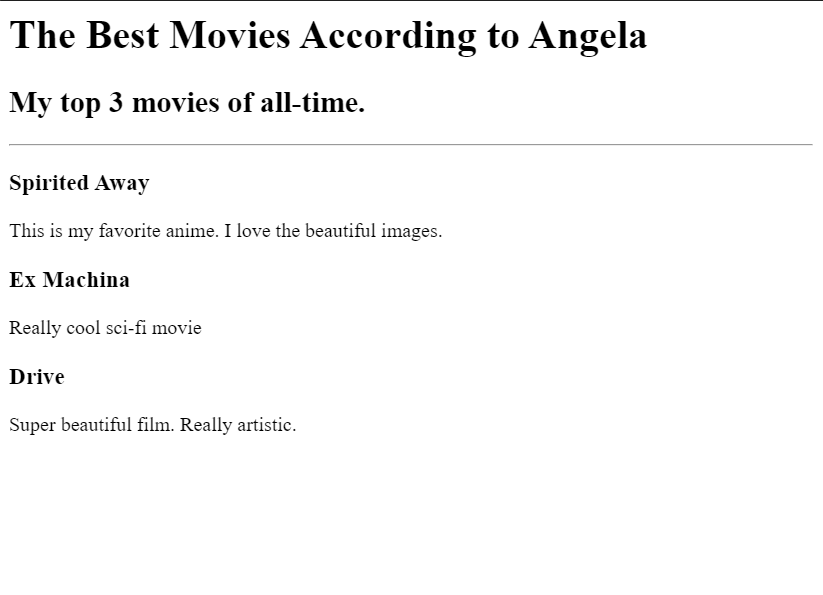 The Best Movies According to Angela
My top 3 movies of all-time.
Spirited Away
This is my favorite anime. I love the beautiful images.
Ex Machina
Really cool sci-fi movie
Drive
Super beautiful film. Really artistic.